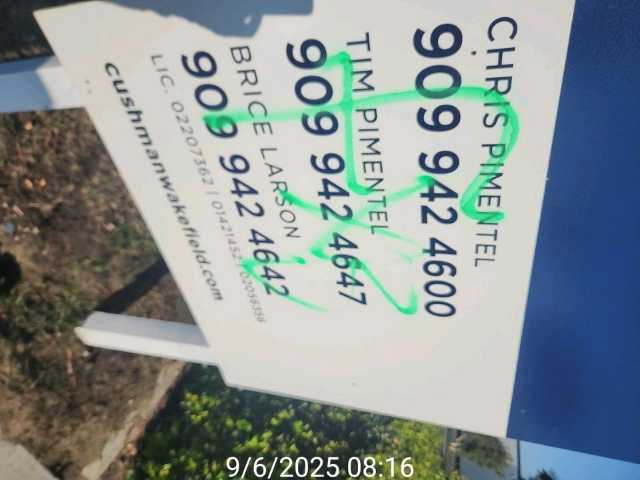 CHRIS PIMENTEL
909 942 4600
TIM PIMENTEL
909 942 4647
BRICE LARSON
909 942 4642
LIC. 02207362 | 01421452 | 02056356
cushmanwakefield.com
9/6/2025 08:16